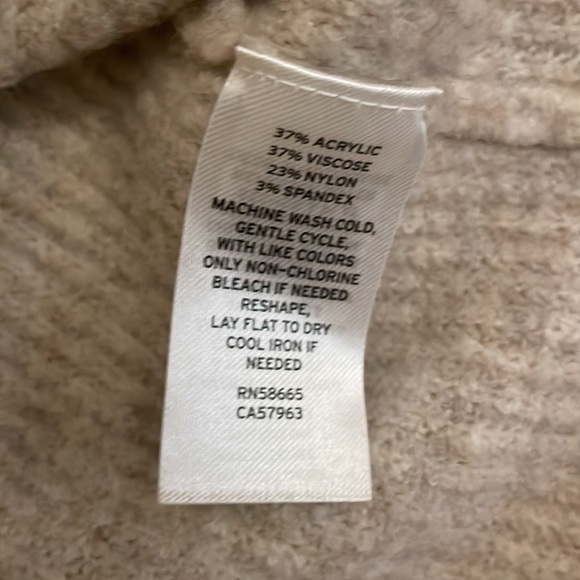 37% ACRYLIC
37% VISCOSE
23% NYLON
3% SPANDEX
MACHINE WASH COLD,
GENTLE CYCLE,
WITH LIKE COLORS
ONLY NON-CHLORINE
BLEACH IF NEEDED
RESHAPE,
LAY FLAT TO DRY
COOL IRON IF
NEEDED
RN58665
CA57963